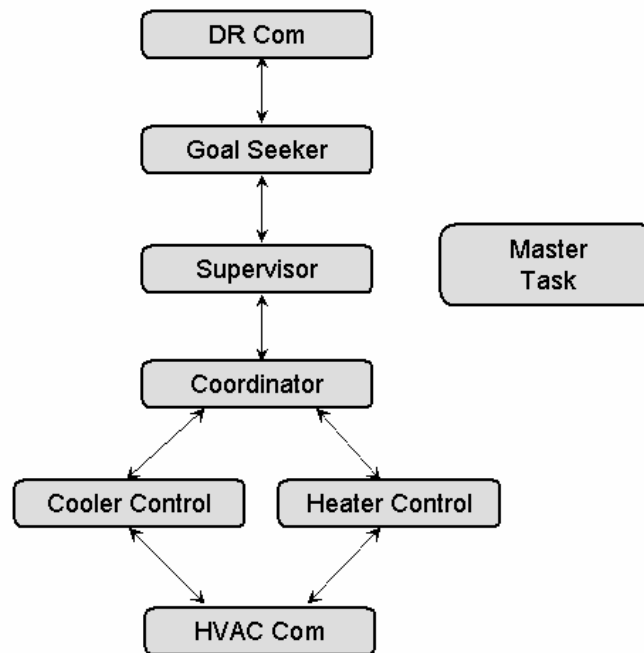 DR Com
Goal Seeker
Supervisor
Master
Task
Coordinator
Cooler Control
Heater Control
HVAC Com